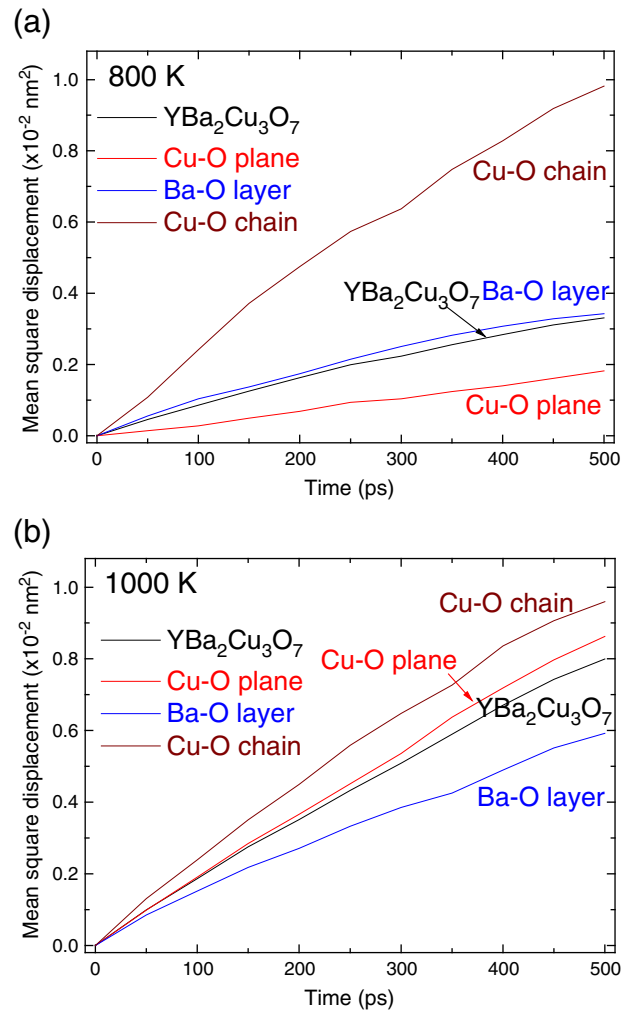 (a)
Mean square displacement (x10⁻² nm²)
1.0
0.8
0.6
0.4
0.2
0.0
800 K
YBa₂Cu₃O₇
Cu-O plane
Ba-O layer
Cu-O chain
Cu-O chain
YBa₂Cu₃O₇
Ba-O layer
Cu-O plane
0 100 200 300 400 500
Time (ps)
(b)
Mean square displacement (x10⁻² nm²)
1.0
0.8
0.6
0.4
0.2
0.0
1000 K
YBa₂Cu₃O₇
Cu-O plane
Ba-O layer
Cu-O chain
Cu-O chain
Cu-O plane
YBa₂Cu₃O₇
Ba-O layer
0 100 200 300 400 500
Time (ps)